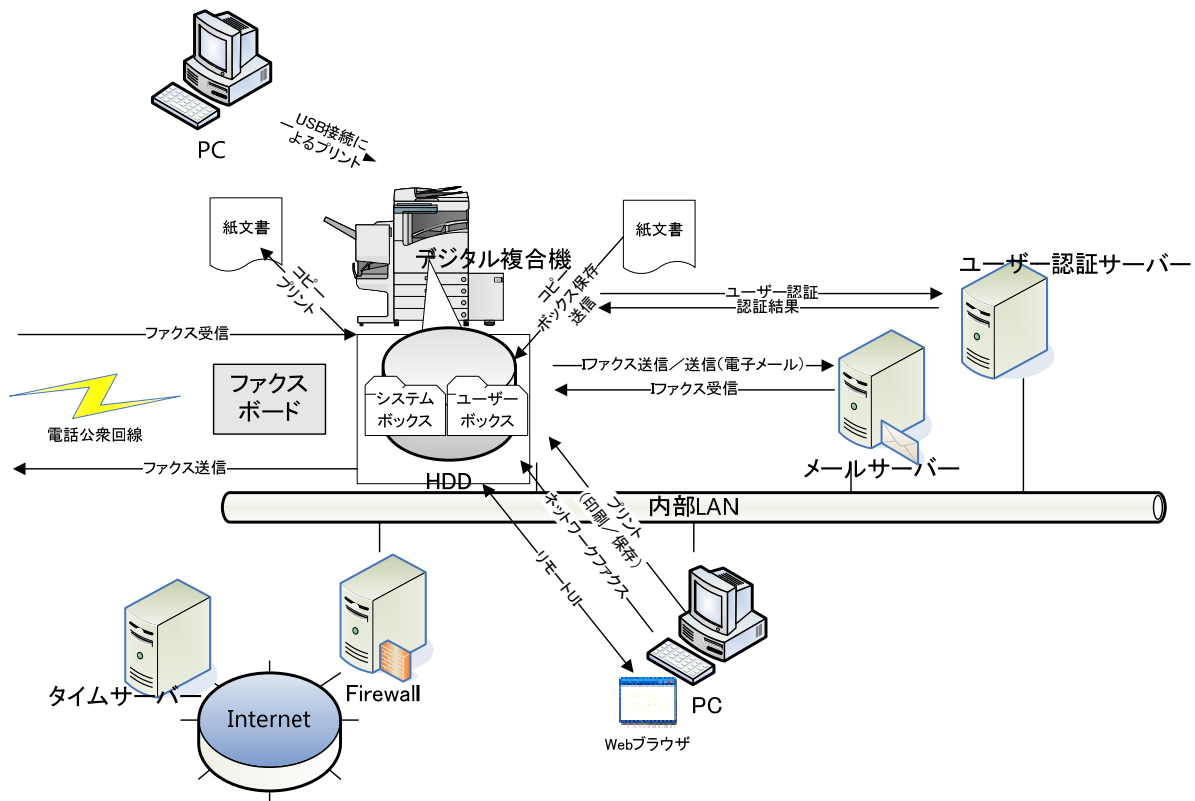 PC
USB接続に
よるプリント
紙文書
紙文書
デジタル複合機
ユーザー認証サーバー
コピー
プリント
コピー
ボックス保存
送信
ユーザー認証
認証結果
ファクス受信
Iファクス送信/送信(電子メール)
Iファクス受信
ファクス
ボード
システム
ボックス
ユーザー
ボックス
電話公衆回線
ファクス送信
メールサーバー
HDD
内部LAN
プリント
(印刷/保存)
ネットワークファクス
リモートUI
タイムサーバー
Firewall
Internet
PC
Webブラウザ